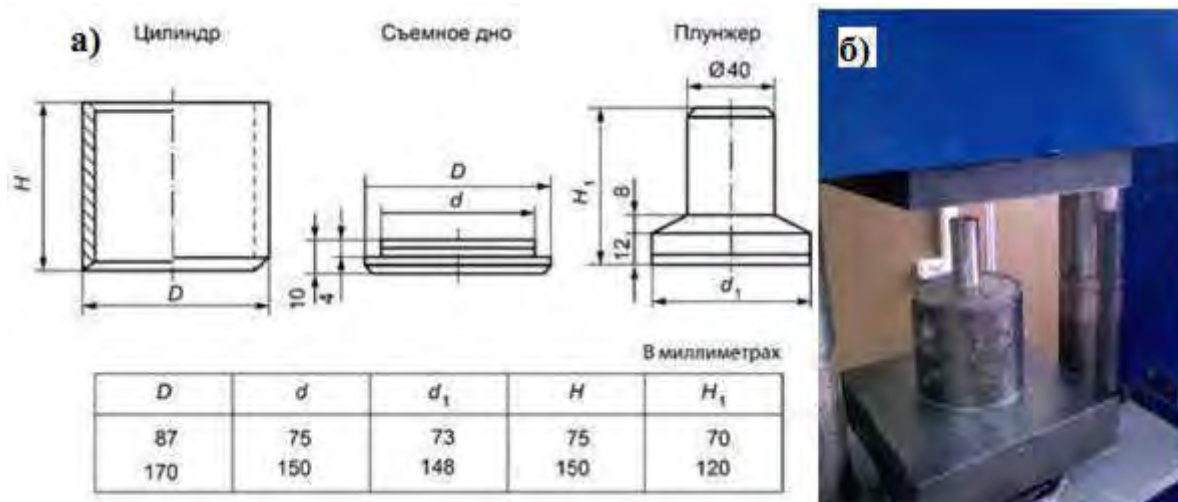 а)
Цилиндр
Съемное дно
Плунжер
б)
Ø40
H
D
D
d
10
4
H₁
8
12
d₁
В миллиметрах
D d d₁ H H₁
87 75 73 75 70
170 150 148 150 120